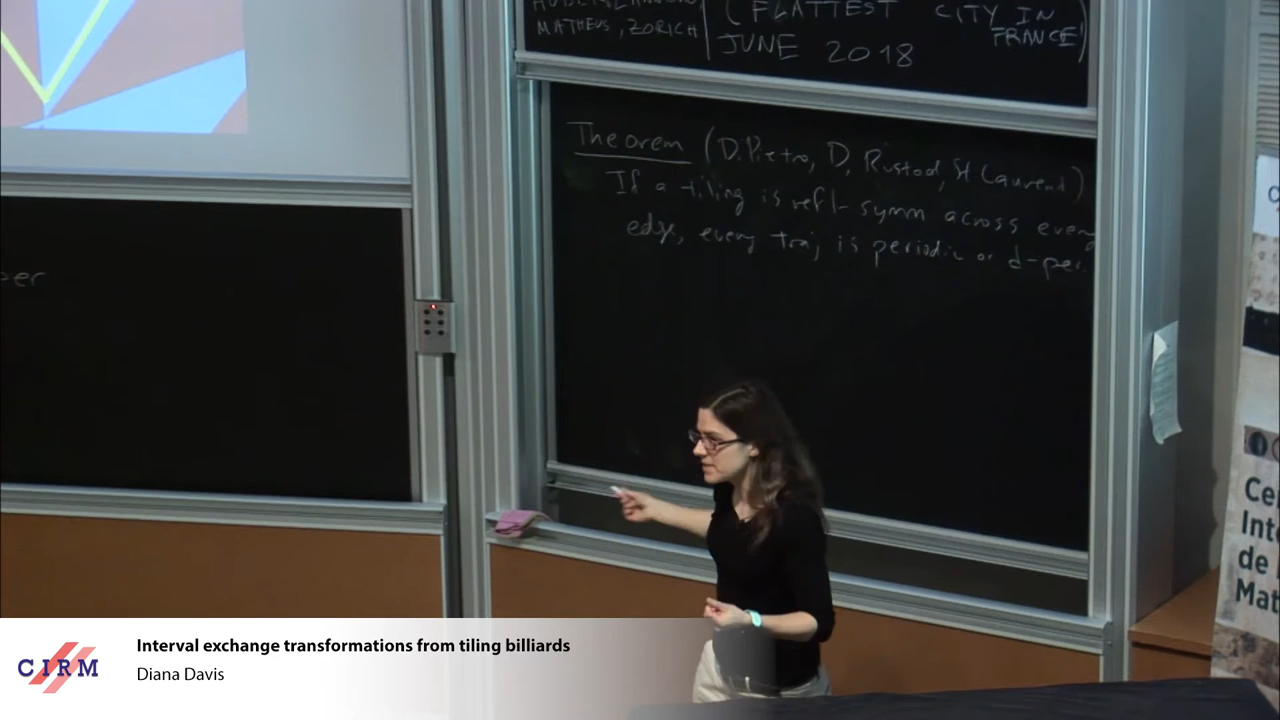 MATHEUS, ZORICH
(FLATTEST CITY IN FRANCE)
JUNE 2018
Theorem (DiPietro, D, Rustad, St Laurent)
If a tiling is refl- symm across every
edge, every traj is periodic or d-per.
per
Ce
Int
de
Mat
CIRM
Interval exchange transformations from tiling billiards
Diana Davis